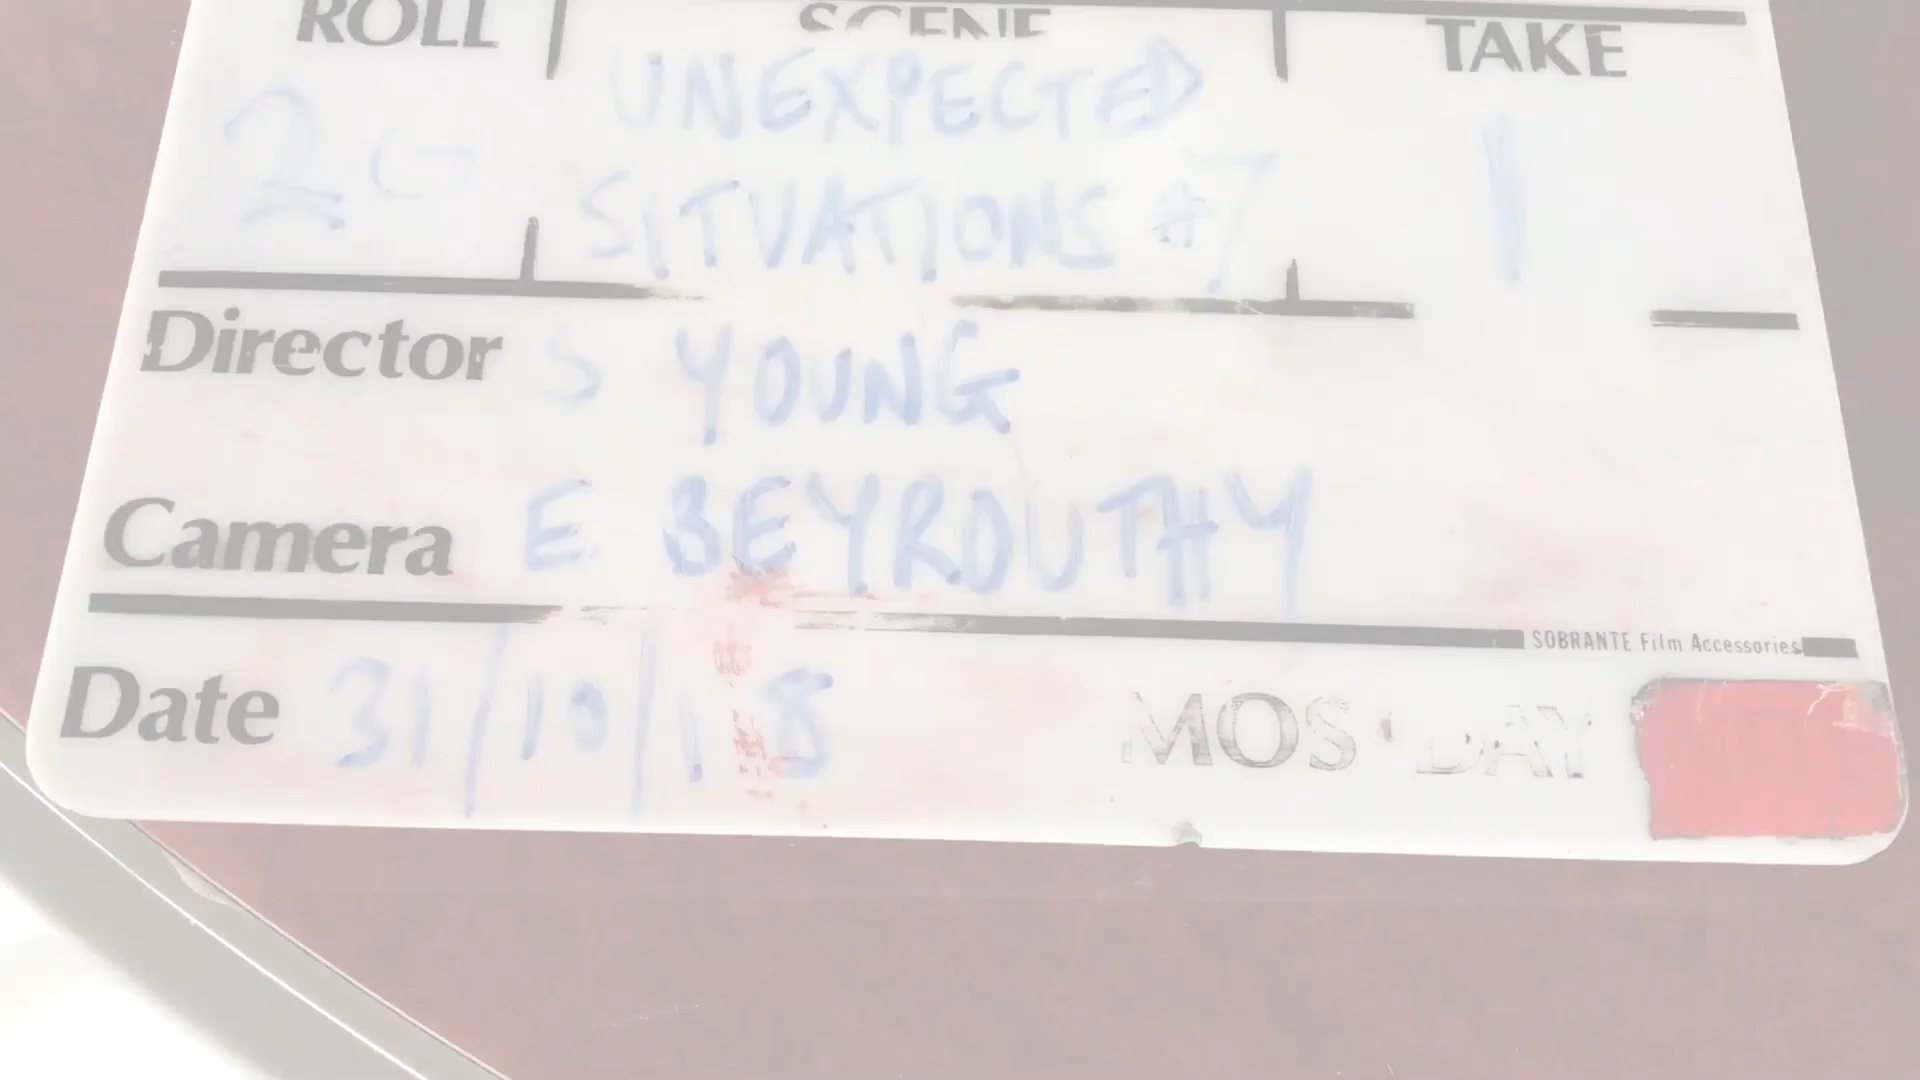 ROLL SCENE TAKE
UNEXPECTED
SITUATIONS #7 1
Director S YOUNG
Camera E BEYROUTHY
SOBRANTE Film Accessories
Date 31/10/18 MOS · DAY